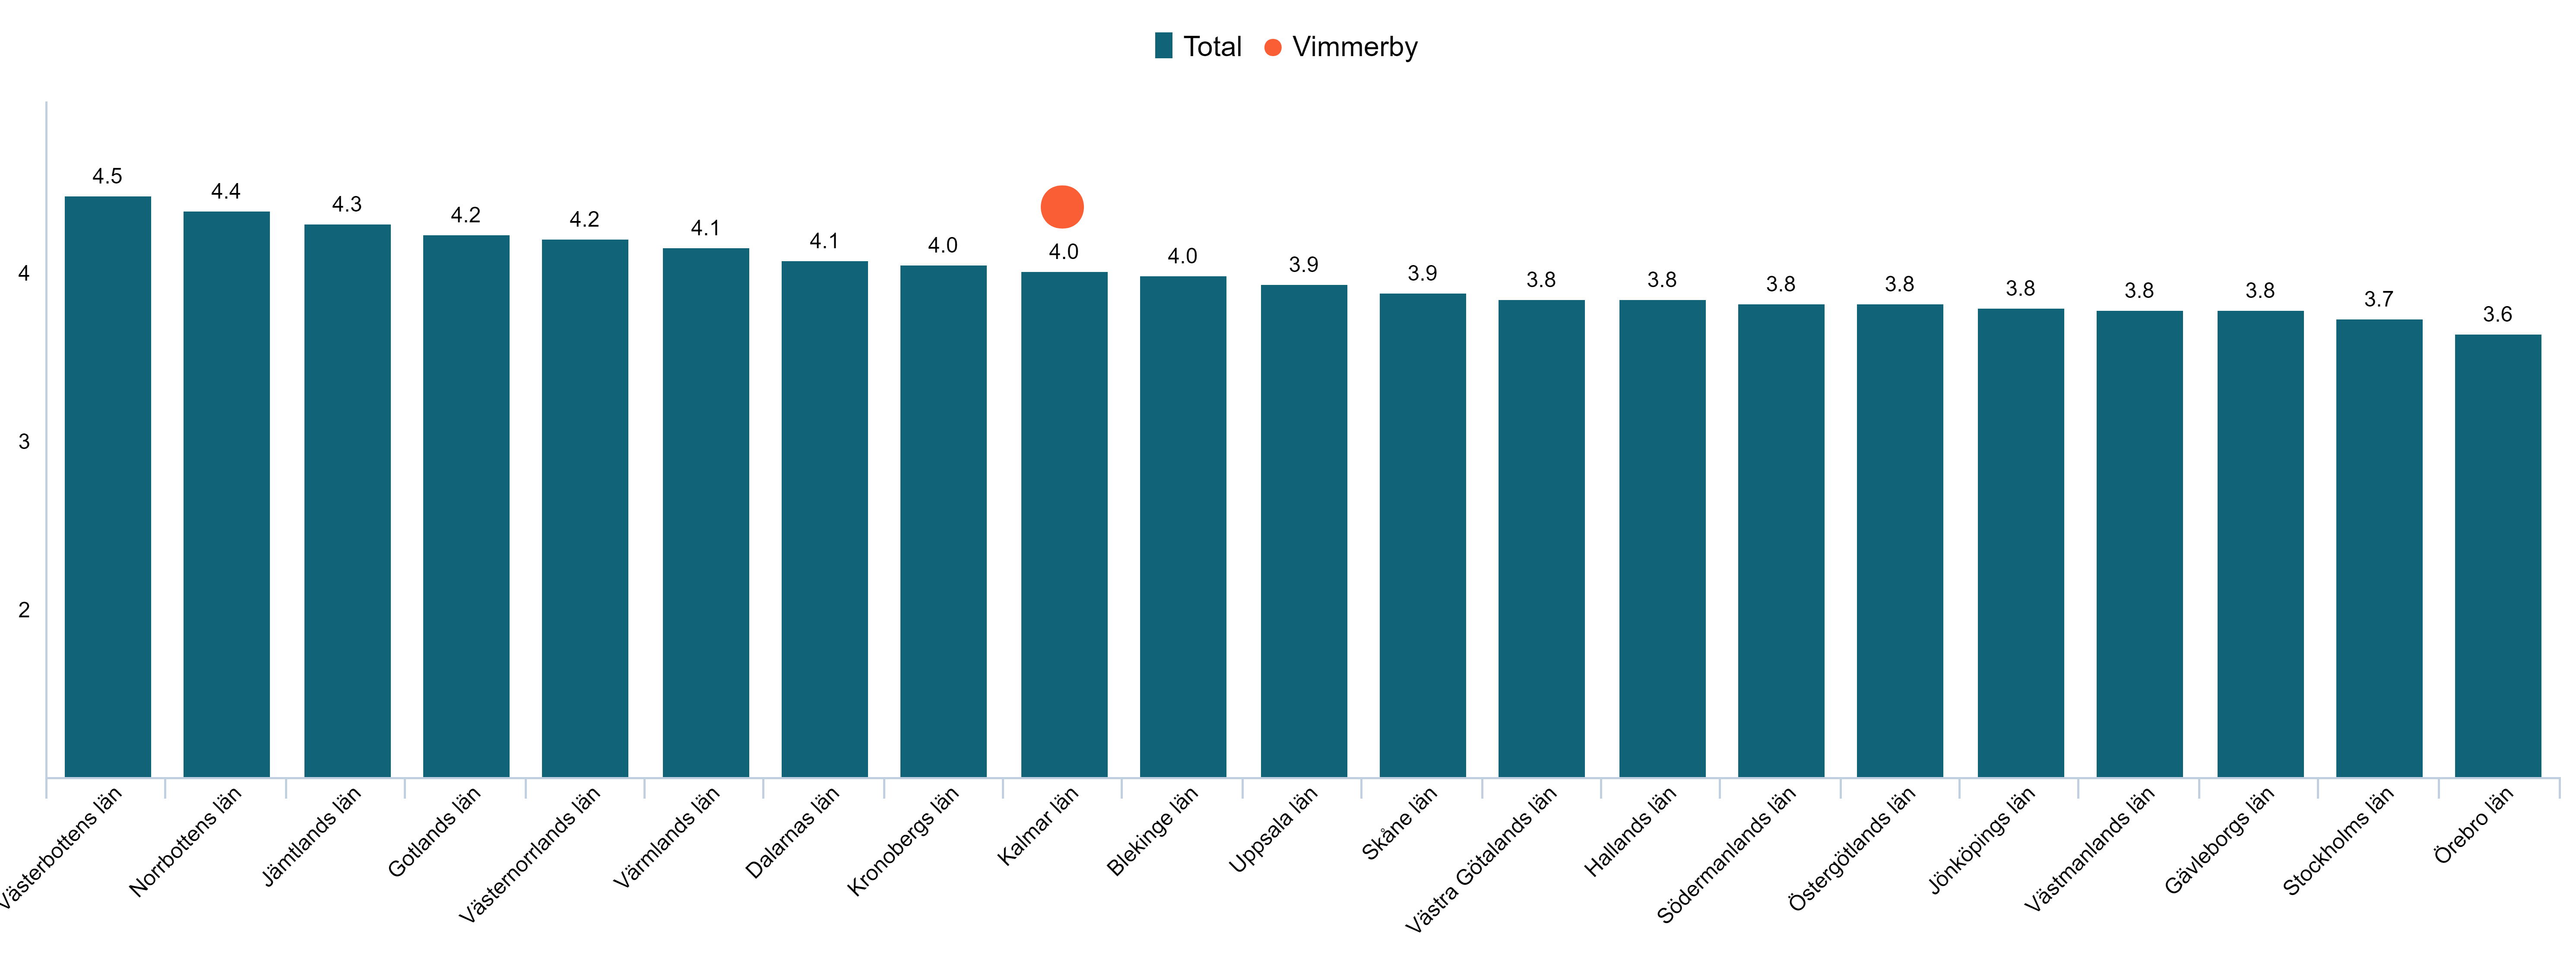 Total Vimmerby
4.5 4.4 4.3 4.2 4.2 4.1 4.1 4.0 4.0 4.0 3.9 3.9 3.8 3.8 3.8 3.8 3.8 3.8 3.8 3.7 3.6
4
3
2
Västerbottens län
Norrbottens län
Jämtlands län
Gotlands län
Västernorrlands län
Värmlands län
Dalarnas län
Kronobergs län
Kalmar län
Blekinge län
Uppsala län
Skåne län
Västra Götalands län
Hallands län
Södermanlands län
Östergötlands län
Jönköpings län
Västmanlands län
Gävleborgs län
Stockholms län
Örebro län